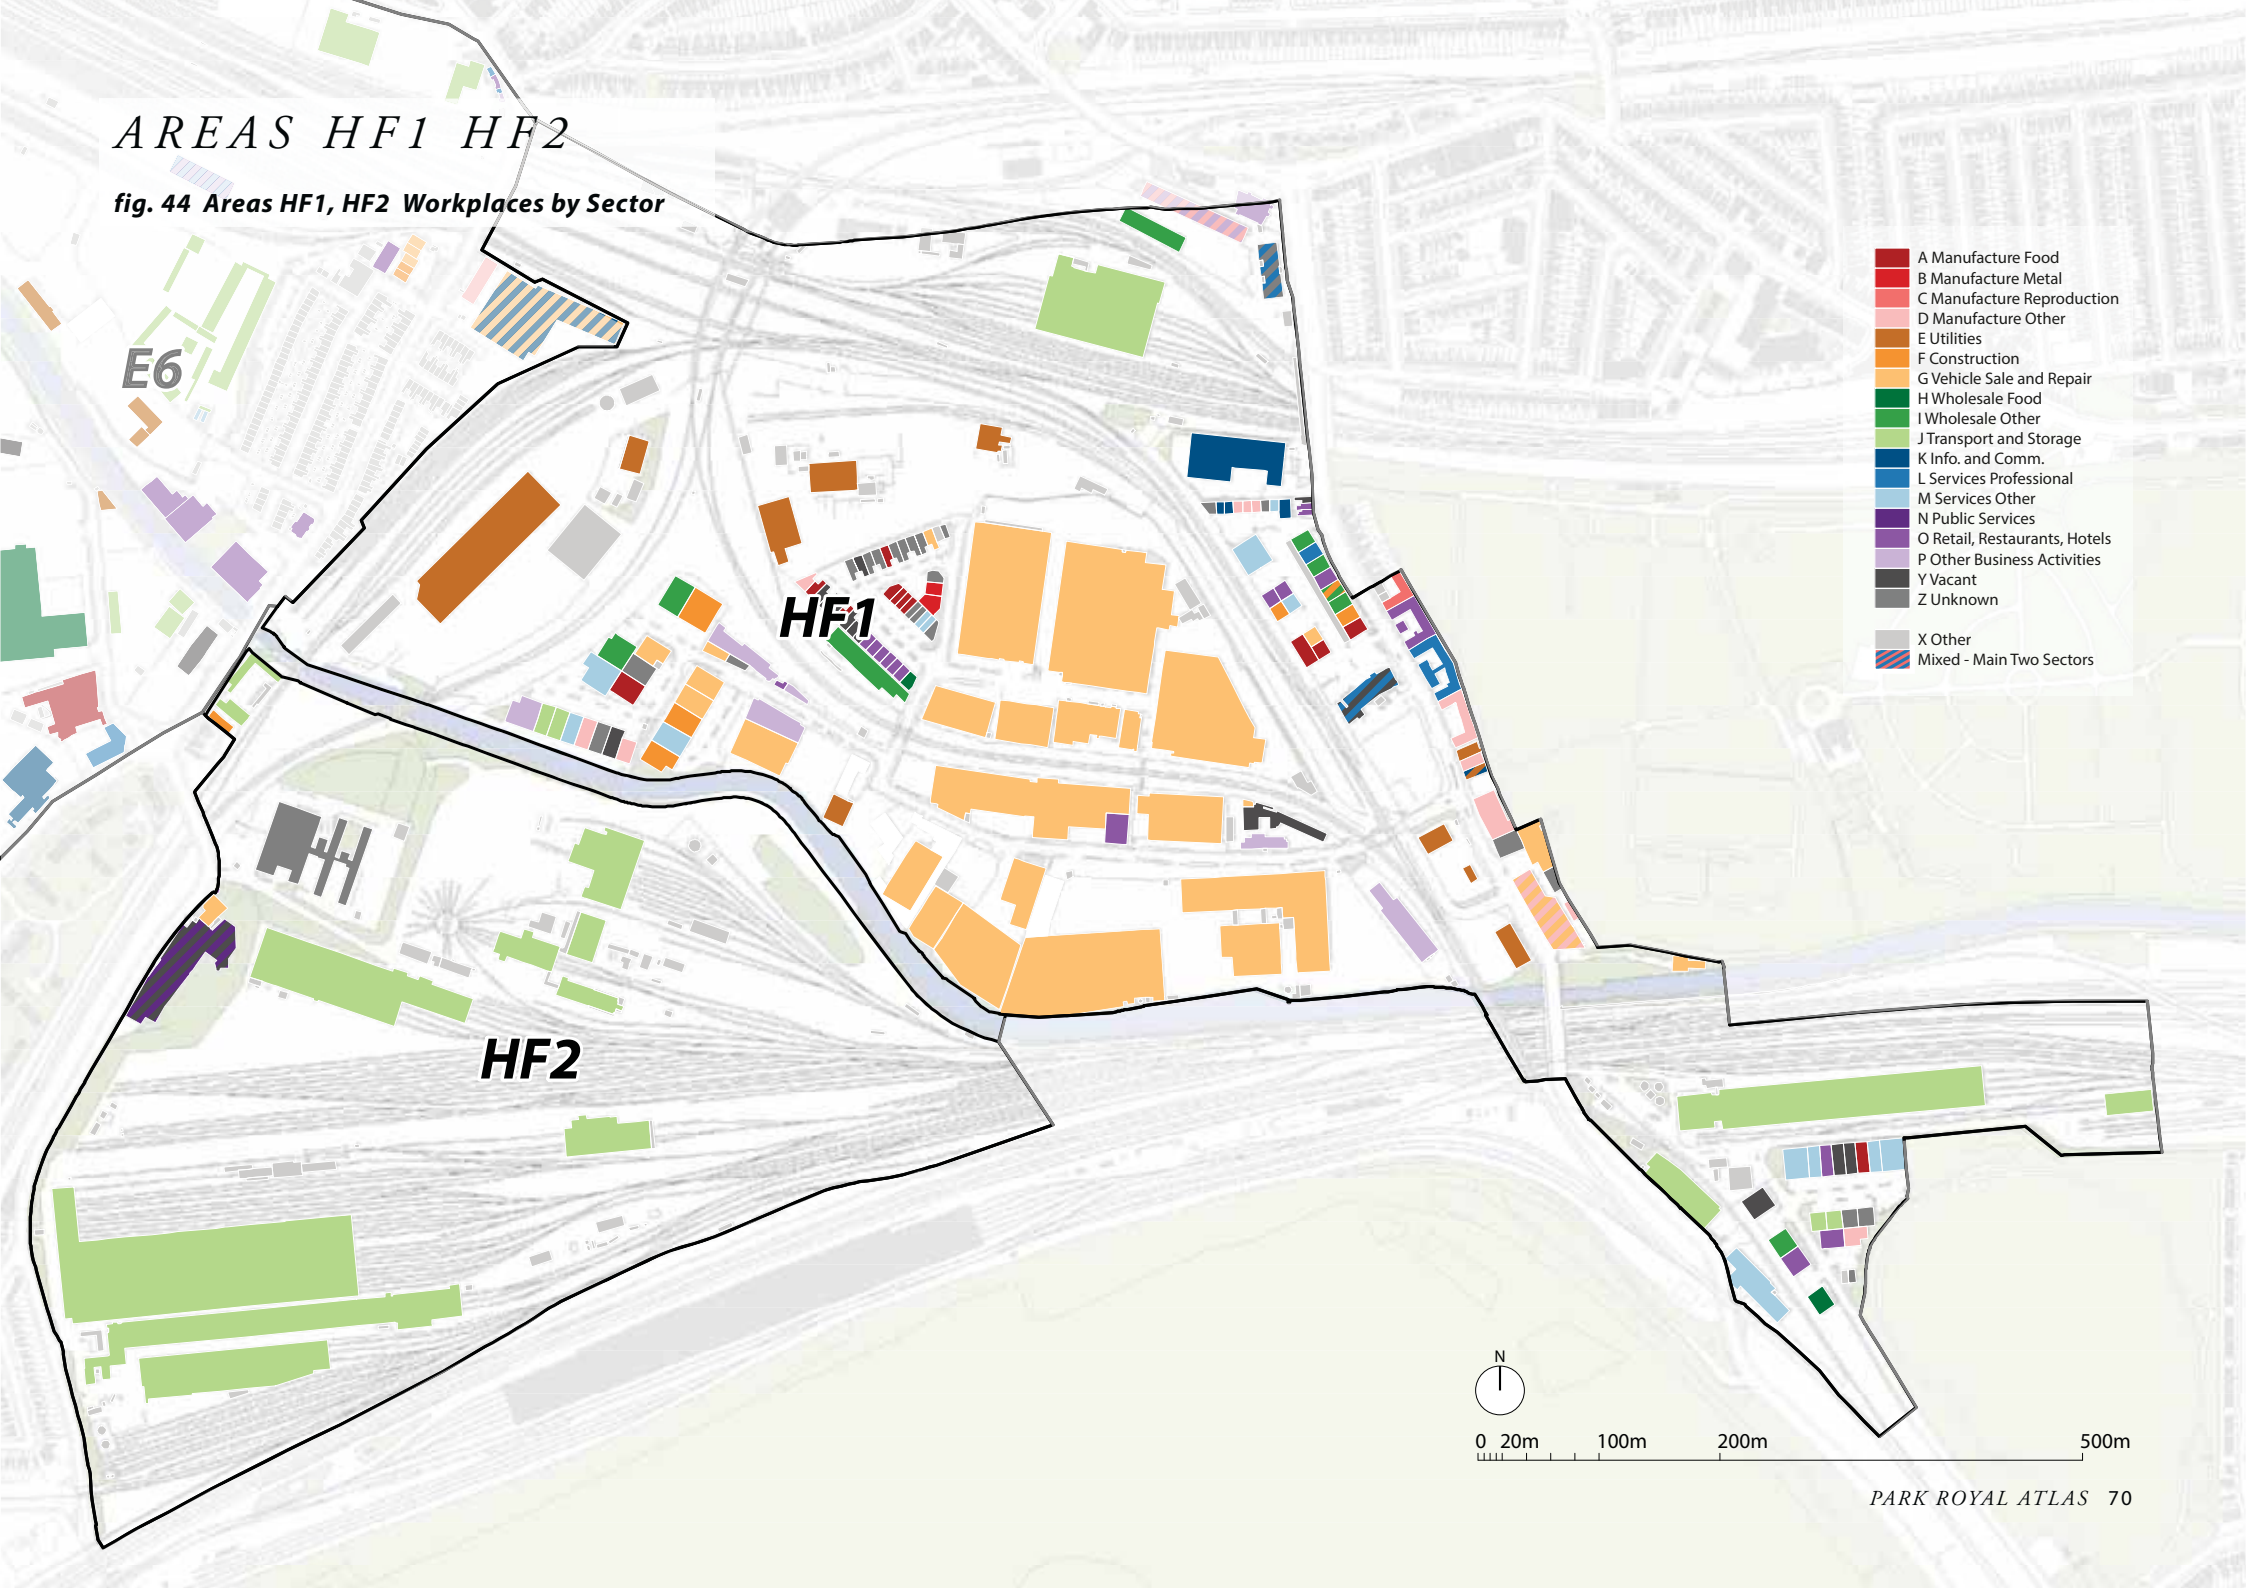 AREAS HF1 HF2
fig. 44 Areas HF1, HF2 Workplaces by Sector
E6
HF1
HF2
A Manufacture Food
B Manufacture Metal
C Manufacture Reproduction
D Manufacture Other
E Utilities
F Construction
G Vehicle Sale and Repair
H Wholesale Food
I Wholesale Other
J Transport and Storage
K Info. and Comm.
L Services Professional
M Services Other
N Public Services
O Retail, Restaurants, Hotels
P Other Business Activities
Y Vacant
Z Unknown
X Other
Mixed - Main Two Sectors
N
0 20m 100m 200m 500m
PARK ROYAL ATLAS 70